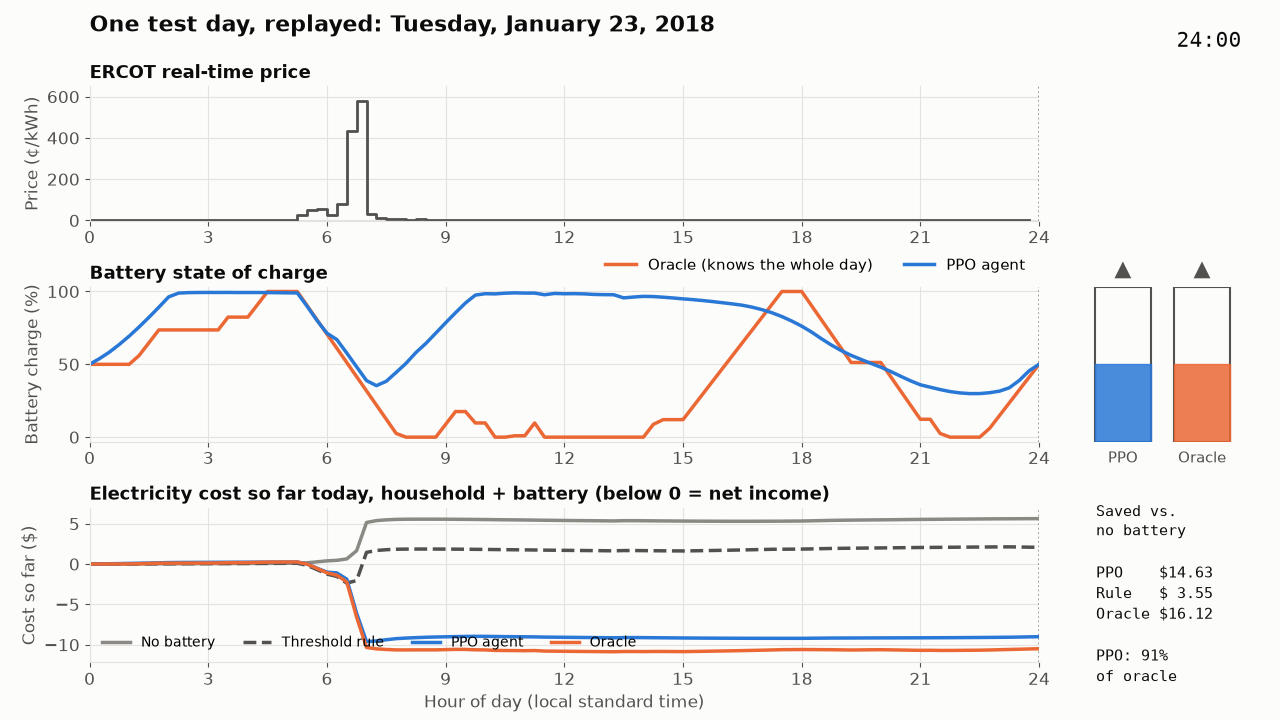 One test day, replayed: Tuesday, January 23, 2018
24:00
ERCOT real-time price
Price (¢/kWh)
600
400
200
0
0 3 6 9 12 15 18 21 24
Battery state of charge
Oracle (knows the whole day) PPO agent
Battery charge (%)
100
50
0
0 3 6 9 12 15 18 21 24
PPO Oracle
Electricity cost so far today, household + battery (below 0 = net income)
Cost so far ($)
5
0
−5
−10
No battery Threshold rule PPO agent Oracle
0 3 6 9 12 15 18 21 24
Hour of day (local standard time)
Saved vs.
no battery
PPO $14.63
Rule $ 3.55
Oracle $16.12
PPO: 91%
of oracle